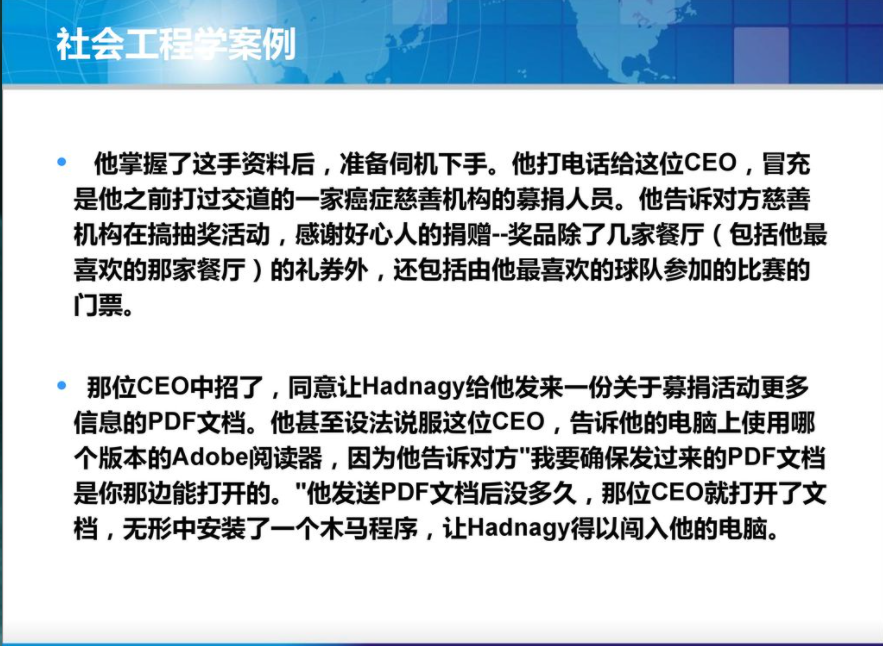 社会工程学案例
• 他掌握了这手资料后，准备伺机下手。他打电话给这位CEO，冒充
是他之前打过交道的一家癌症慈善机构的募捐人员。他告诉对方慈善
机构在搞抽奖活动，感谢好心人的捐赠--奖品除了几家餐厅（包括他最
喜欢的那家餐厅）的礼券外，还包括由他最喜欢的球队参加的比赛的
门票。
• 那位CEO中招了，同意让Hadnagy给他发来一份关于募捐活动更多
信息的PDF文档。他甚至设法说服这位CEO，告诉他的电脑上使用哪
个版本的Adobe阅读器，因为他告诉对方"我要确保发过来的PDF文档
是你那边能打开的。"他发送PDF文档后没多久，那位CEO就打开了文
档，无形中安装了一个木马程序，让Hadnagy得以闯入他的电脑。